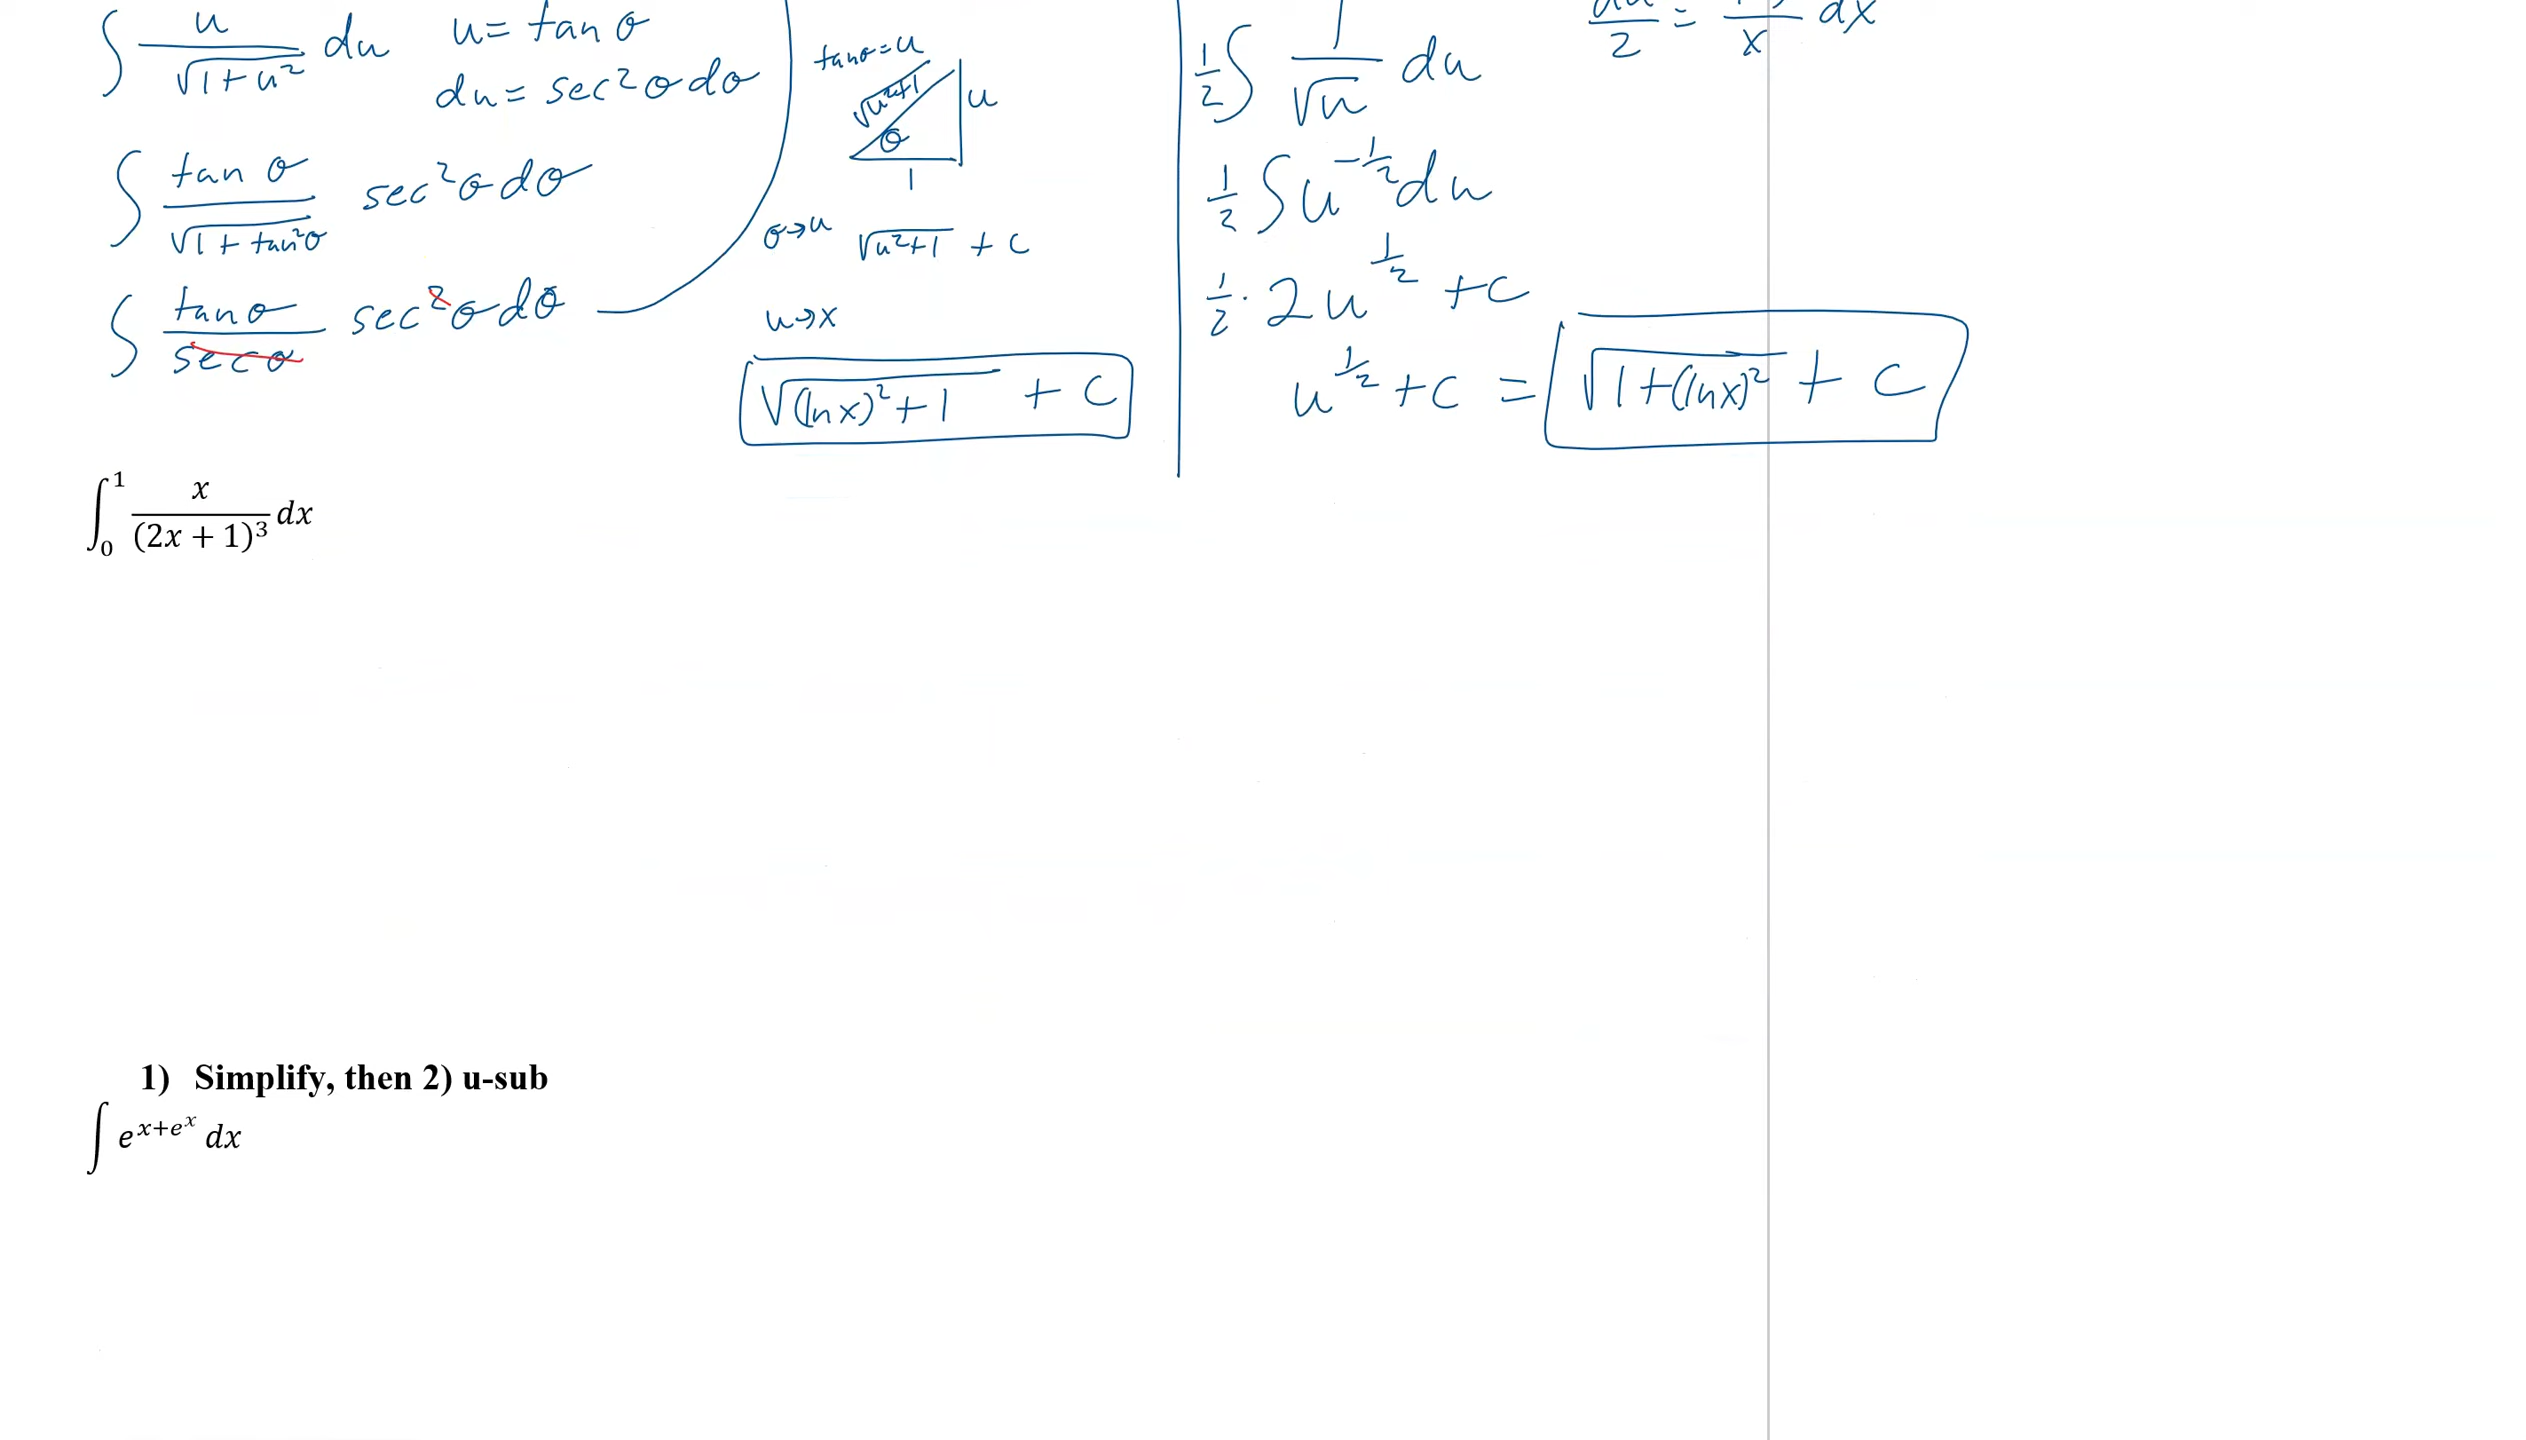 ∫ u/√(1+u²) du   u = tan θ
du = sec²θ dθ
∫ tan θ/√(1+tan²θ) sec²θ dθ
∫ tan θ/sec θ sec²θ dθ
tan θ = u
√(u²+1)
u
θ
1
θ→u   √(u²+1) + C
u→x
√((ln x)²+1) + C
1/2 ∫ 1/√u du
2 = x dx
1/2 ∫ u^(-1/2) du
1/2 · 2u^(1/2) + C
u^(1/2) + C = √(1+(ln x)²) + C
∫₀¹ x/(2x + 1)³ dx
1) Simplify, then 2) u-sub
∫ e^(x+e^x) dx